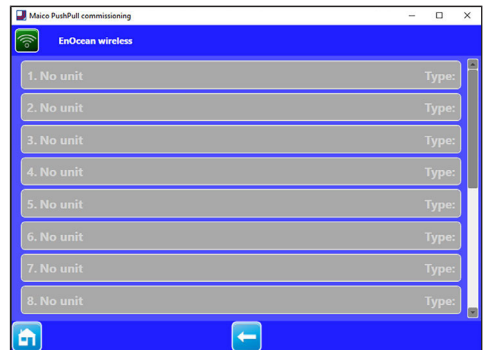 Maico PushPull commissioning
EnOcean wireless
1. No unit Type:
2. No unit Type:
3. No unit Type:
4. No unit Type:
5. No unit Type:
6. No unit Type:
7. No unit Type:
8. No unit Type: